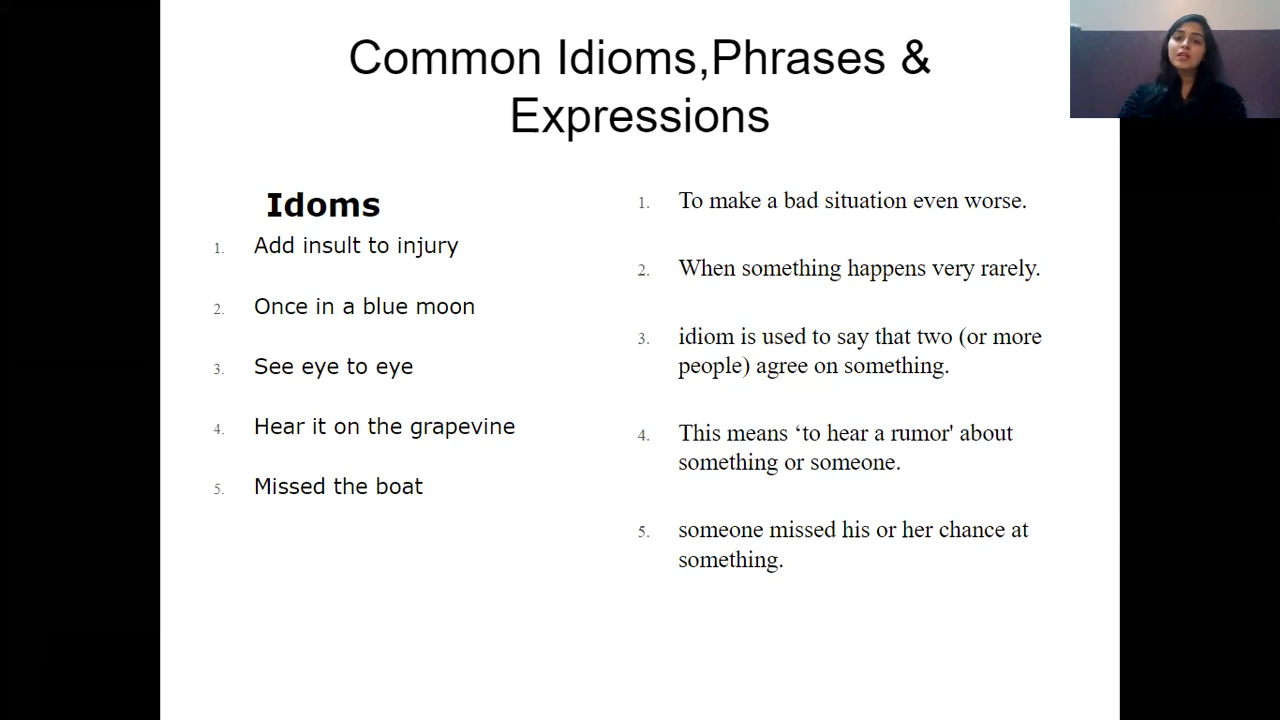 Common Idioms,Phrases &
Expressions
Idoms
1. Add insult to injury
2. Once in a blue moon
3. See eye to eye
4. Hear it on the grapevine
5. Missed the boat
1. To make a bad situation even worse.
2. When something happens very rarely.
3. idiom is used to say that two (or more
people) agree on something.
4. This means ‘to hear a rumor' about
something or someone.
5. someone missed his or her chance at
something.